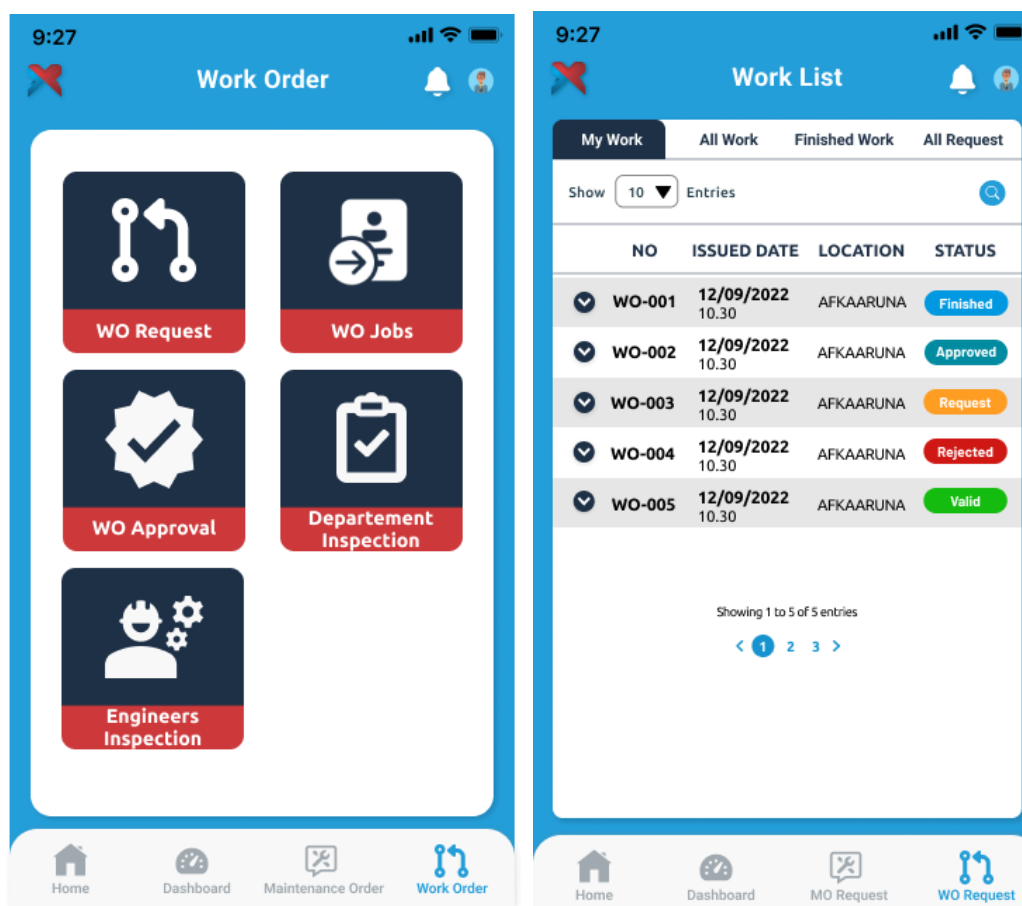 9:27
Work Order
WO Request
WO Jobs
WO Approval
Departement
Inspection
Engineers
Inspection
Home
Dashboard
Maintenance Order
Work Order
9:27
Work List
My Work
All Work
Finished Work
All Request
Show 10 Entries
NO ISSUED DATE LOCATION STATUS
WO-001 12/09/2022 AFKAARUNA Finished
10.30
WO-002 12/09/2022 AFKAARUNA Approved
10.30
WO-003 12/09/2022 AFKAARUNA Request
10.30
WO-004 12/09/2022 AFKAARUNA Rejected
10.30
WO-005 12/09/2022 AFKAARUNA Valid
10.30
Showing 1 to 5 of 5 entries
< 1 2 3 >
Home
Dashboard
MO Request
WO Request